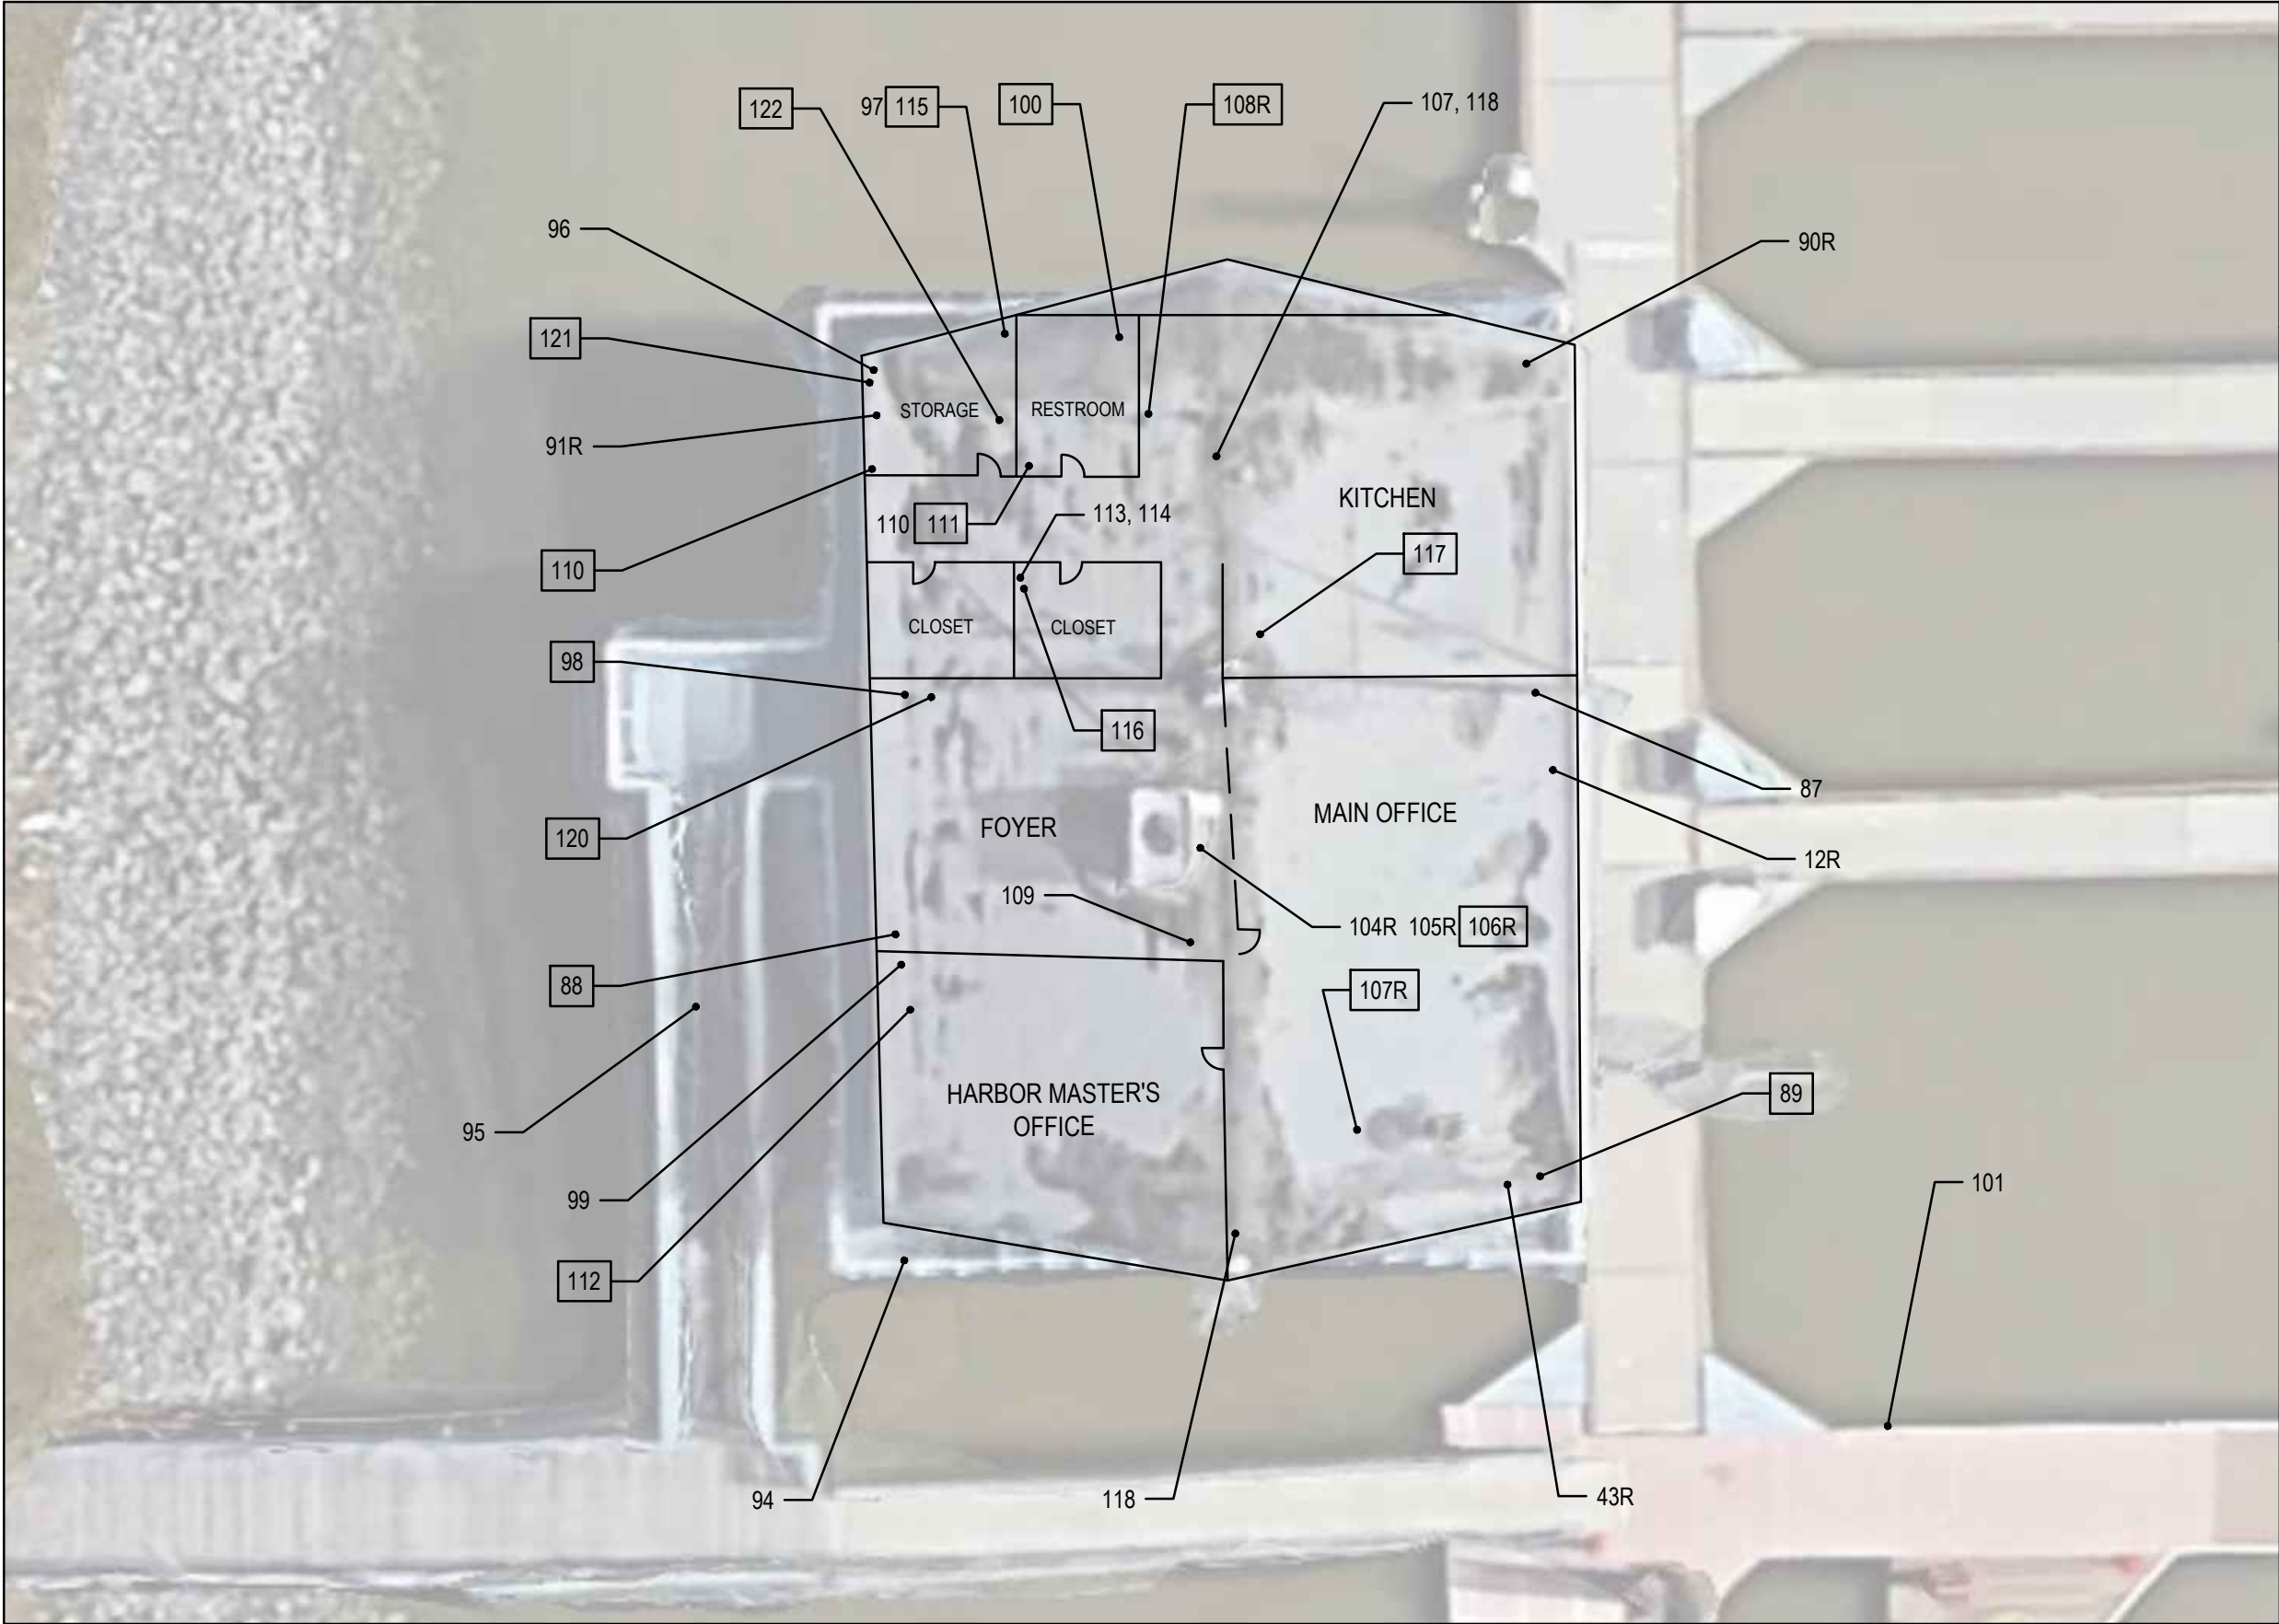 122
97 115
100
108R
107, 118
96
90R
121
STORAGE
RESTROOM
91R
KITCHEN
113, 114
110 111
117
110
CLOSET
CLOSET
98
116
87
MAIN OFFICE
FOYER
120
12R
109
104R 105R 106R
88
107R
HARBOR MASTER'S
OFFICE
89
95
99
101
112
94
118
43R